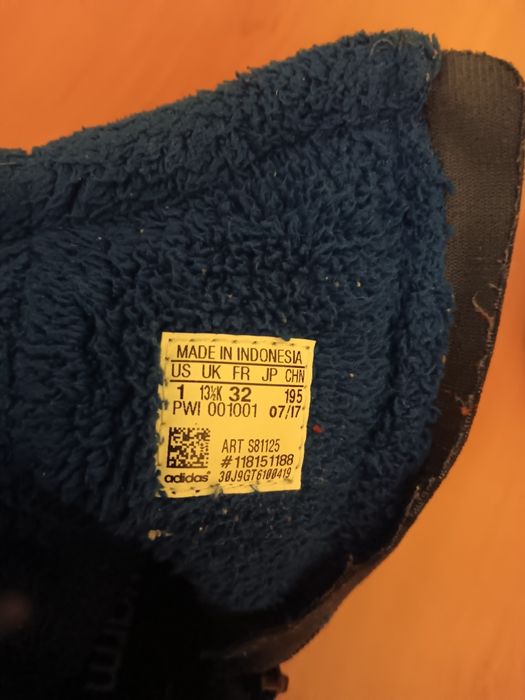 MADE IN INDONESIA
US UK FR JP CHN
1 13½K 32 195
PWI 001001 07/17
ART S81125
#118151188
adidas 30J9GT6100419